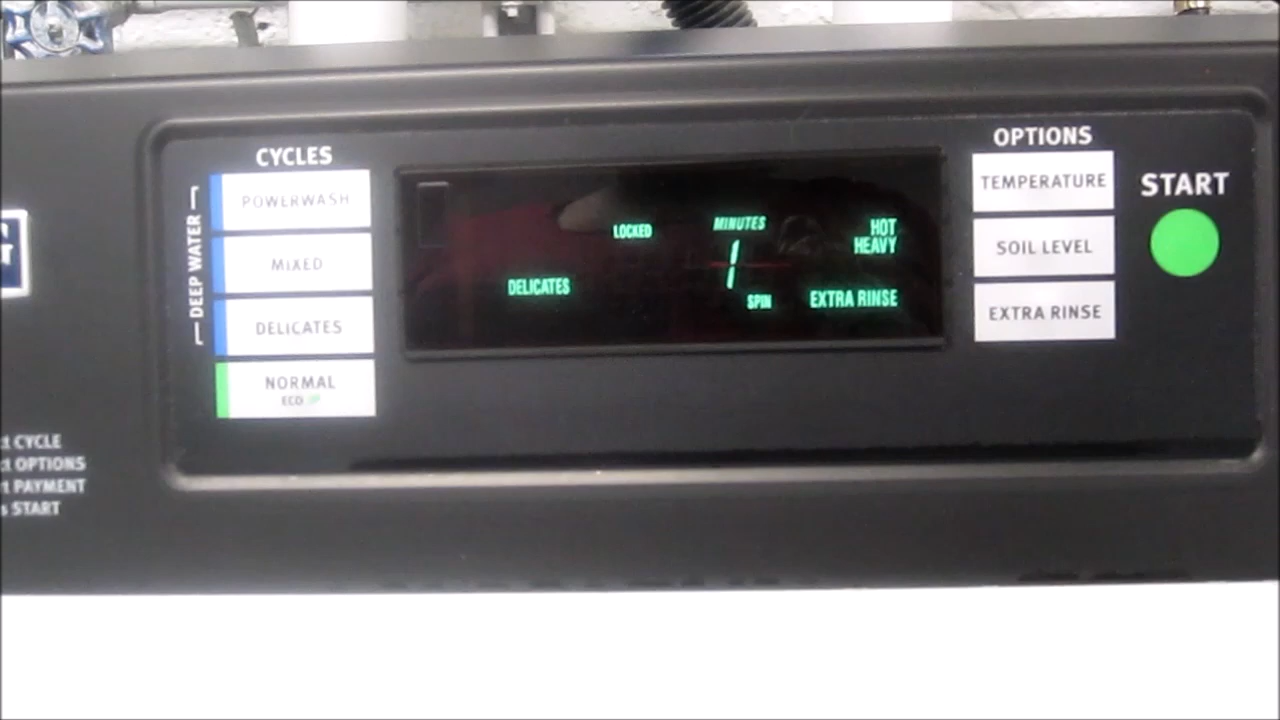 CYCLES
DEEP WATER
POWERWASH
MIXED
DELICATES
NORMAL
ECO
LOCKED
MINUTES
1
HOT
HEAVY
DELICATES
SPIN
EXTRA RINSE
OPTIONS
TEMPERATURE
SOIL LEVEL
EXTRA RINSE
START
CYCLE
OPTIONS
PAYMENT
START